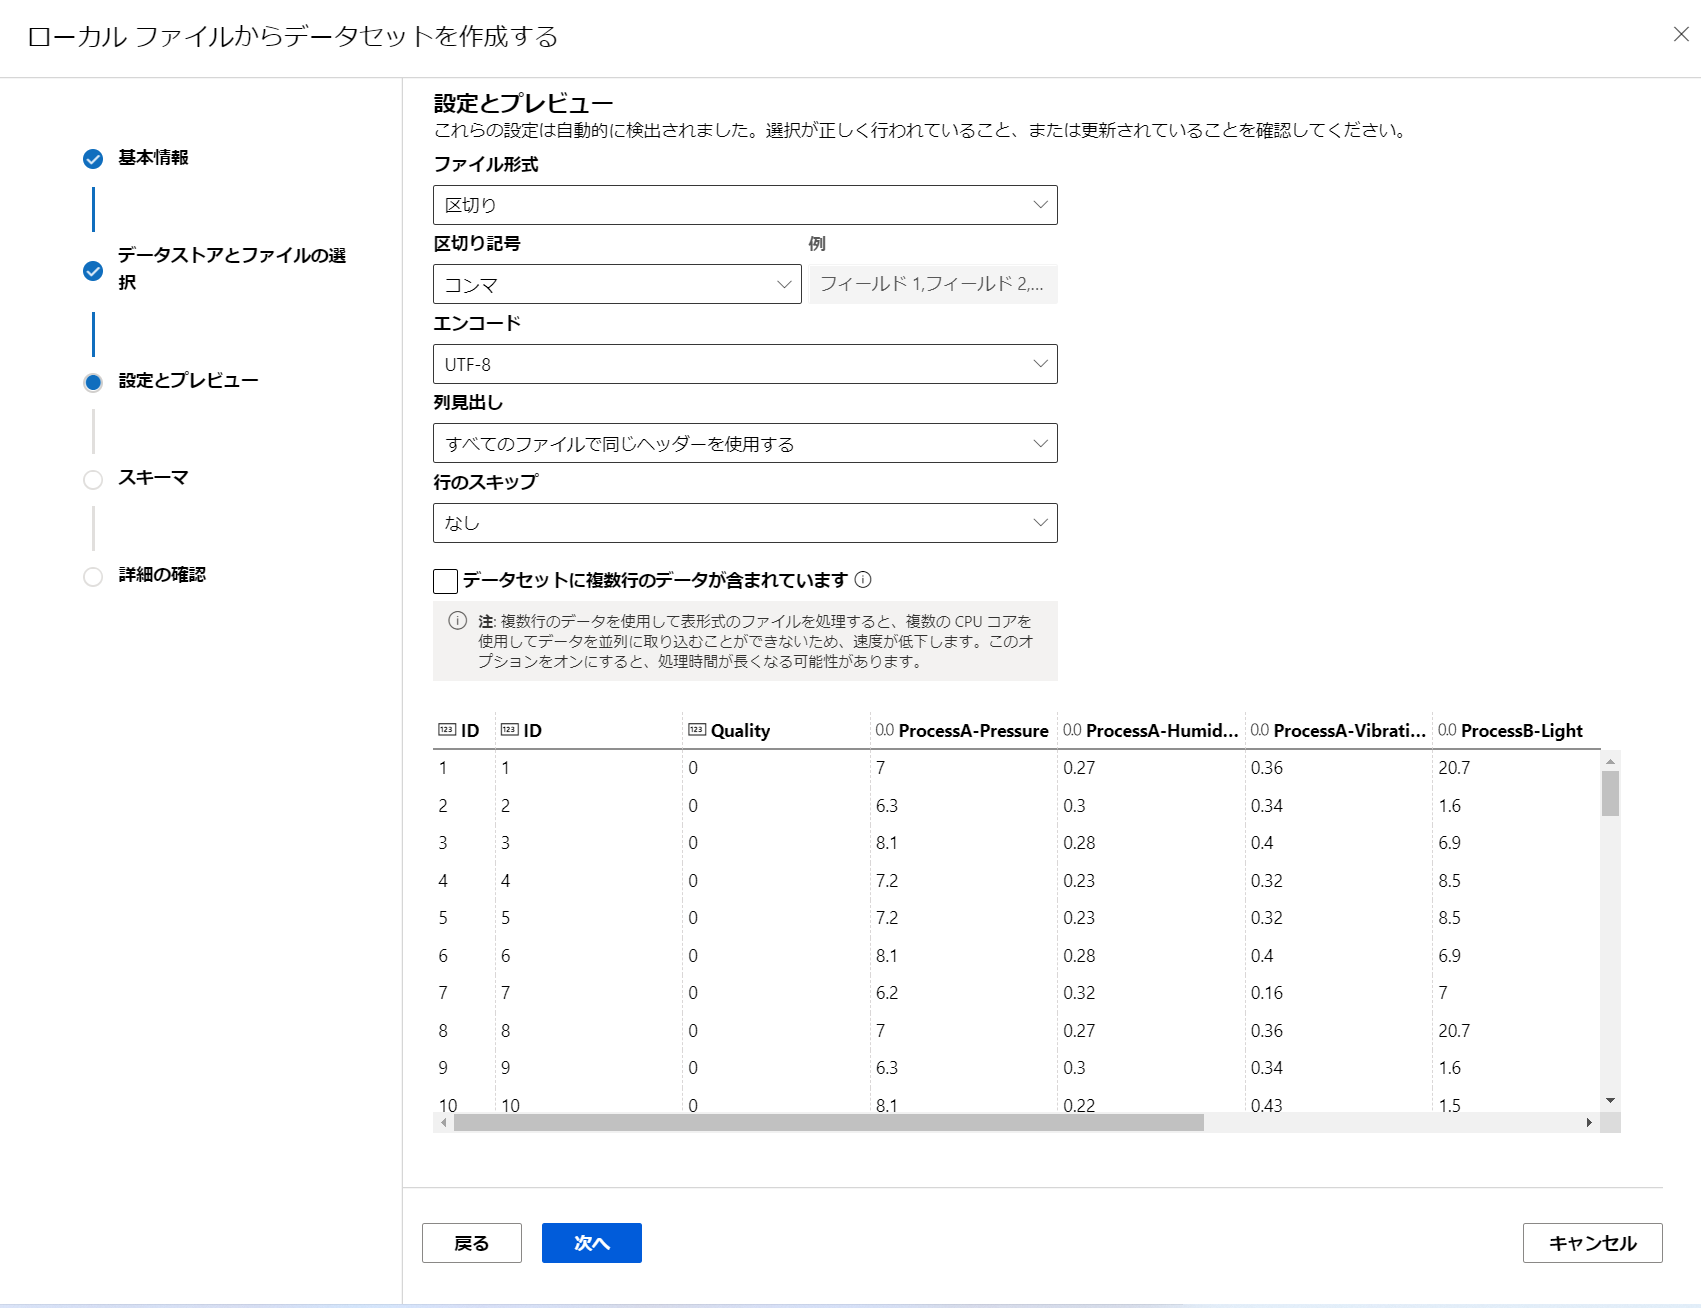 ローカル ファイルからデータセットを作成する
基本情報
データストアとファイルの選
択
設定とプレビュー
スキーマ
詳細の確認
設定とプレビュー
これらの設定は自動的に検出されました。選択が正しく行われていること、または更新されていることを確認してください。
ファイル形式
区切り
区切り記号 例
コンマ フィールド 1,フィールド 2,...
エンコード
UTF-8
列見出し
すべてのファイルで同じヘッダーを使用する
行のスキップ
なし
データセットに複数行のデータが含まれています
注: 複数行のデータを使用して表形式のファイルを処理すると、複数の CPU コアを
使用してデータを並列に取り込むことができないため、速度が低下します。このオ
プションをオンにすると、処理時間が長くなる可能性があります。
123 ID 123 ID 123 Quality 0.0 ProcessA-Pressure 0.0 ProcessA-Humid... 0.0 ProcessA-Vibrati... 0.0 ProcessB-Light
1 1 0 7 0.27 0.36 20.7
2 2 0 6.3 0.3 0.34 1.6
3 3 0 8.1 0.28 0.4 6.9
4 4 0 7.2 0.23 0.32 8.5
5 5 0 7.2 0.23 0.32 8.5
6 6 0 8.1 0.28 0.4 6.9
7 7 0 6.2 0.32 0.16 7
8 8 0 7 0.27 0.36 20.7
9 9 0 6.3 0.3 0.34 1.6
10 10 0 8.1 0.22 0.43 1.5
戻る 次へ キャンセル